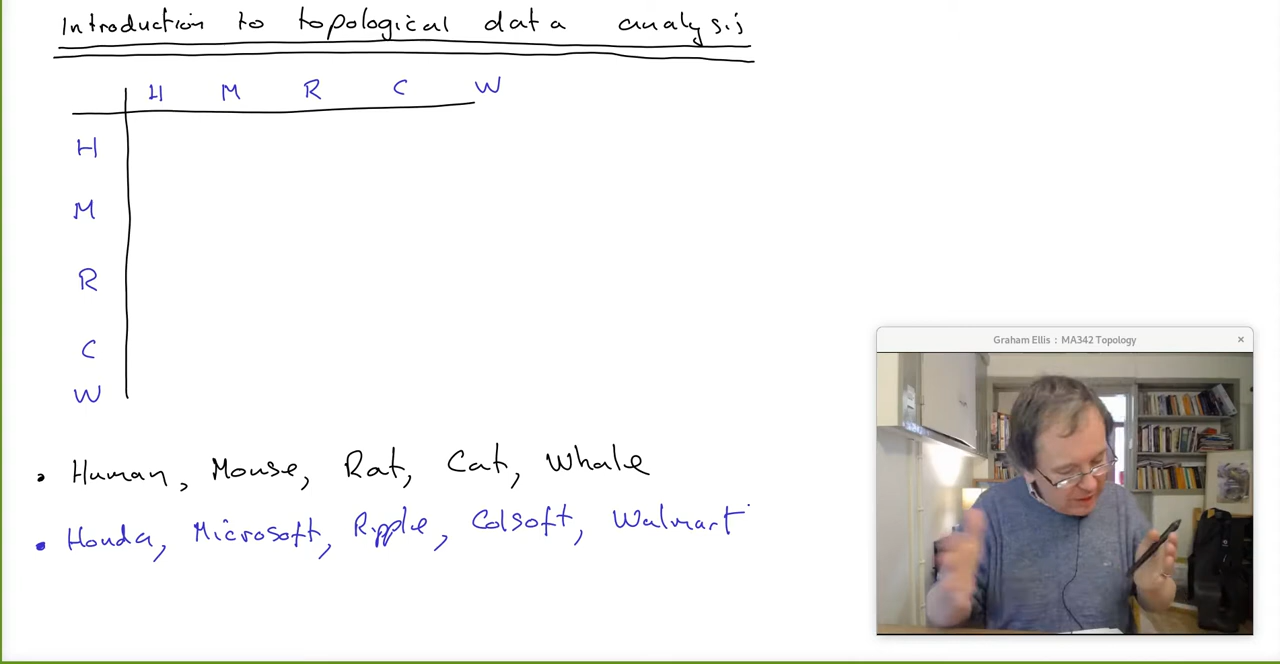 Introduction to topological data analysis
H M R C W
H
M
R
C
W
Graham Ellis : MA342 Topology
• Human, Mouse, Rat, Cat, Whale
• Honda, Microsoft, Ripple, Colsoft, Walmart